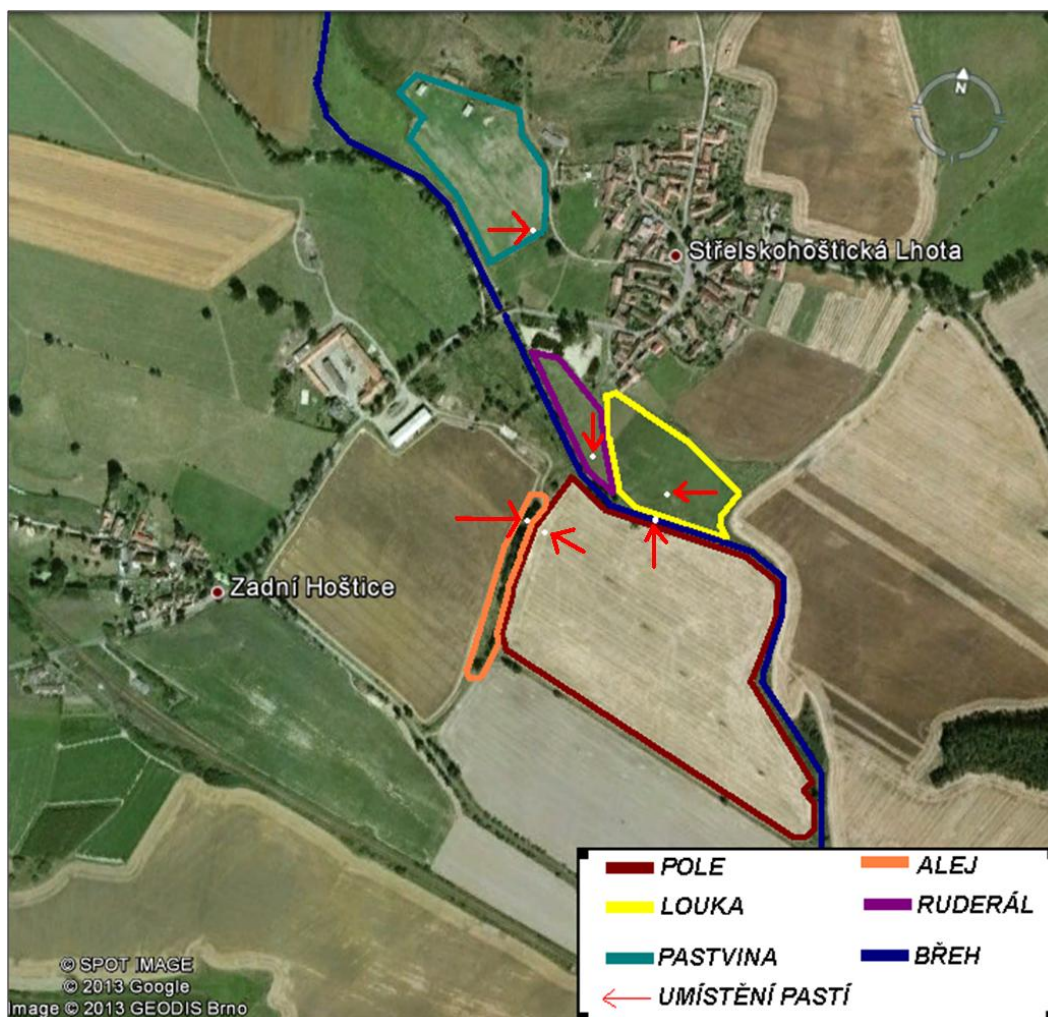 N
Střelskohoštická Lhota
Zadní Hoštice
POLE
ALEJ
LOUKA
RUDERÁL
PASTVINA
BŘEH
UMÍSTĚNÍ PASTÍ
© SPOT IMAGE
© 2013 Google
Image © 2013 GEODIS Brno